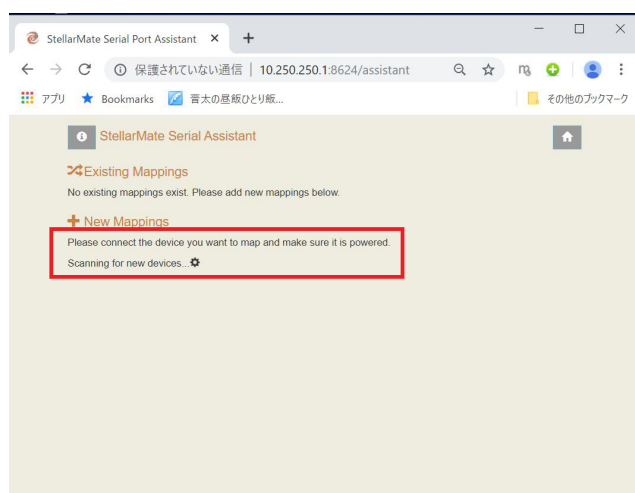 StellarMate Serial Port Assistant
保護されていない通信 | 10.250.250.1:8624/assistant
アプリ Bookmarks 晋太の昼飯ひとり飯... その他のブックマーク
StellarMate Serial Assistant
Existing Mappings
No existing mappings exist. Please add new mappings below.
New Mappings
Please connect the device you want to map and make sure it is powered.
Scanning for new devices...